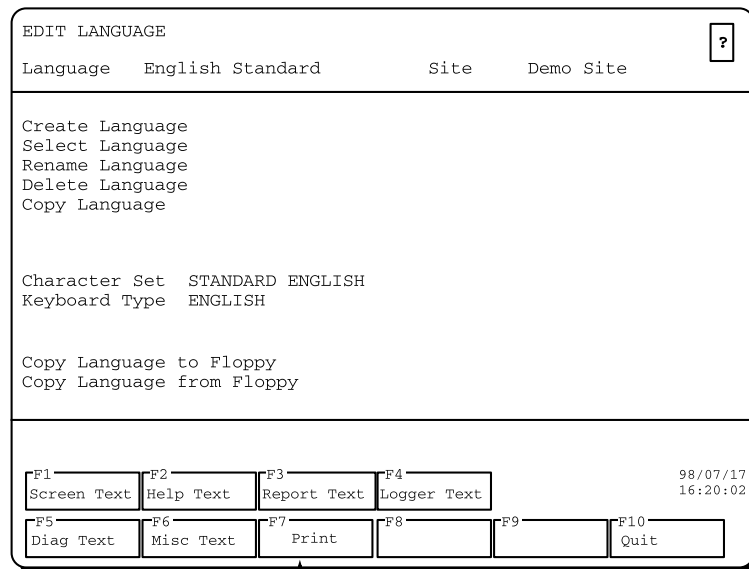 EDIT LANGUAGE
?
Language English Standard Site Demo Site
Create Language
Select Language
Rename Language
Delete Language
Copy Language
Character Set STANDARD ENGLISH
Keyboard Type ENGLISH
Copy Language to Floppy
Copy Language from Floppy
F1 F2 F3 F4 98/07/17
Screen Text Help Text Report Text Logger Text 16:20:02
F5 F6 F7 F8 F9 F10
Diag Text Misc Text Print Quit